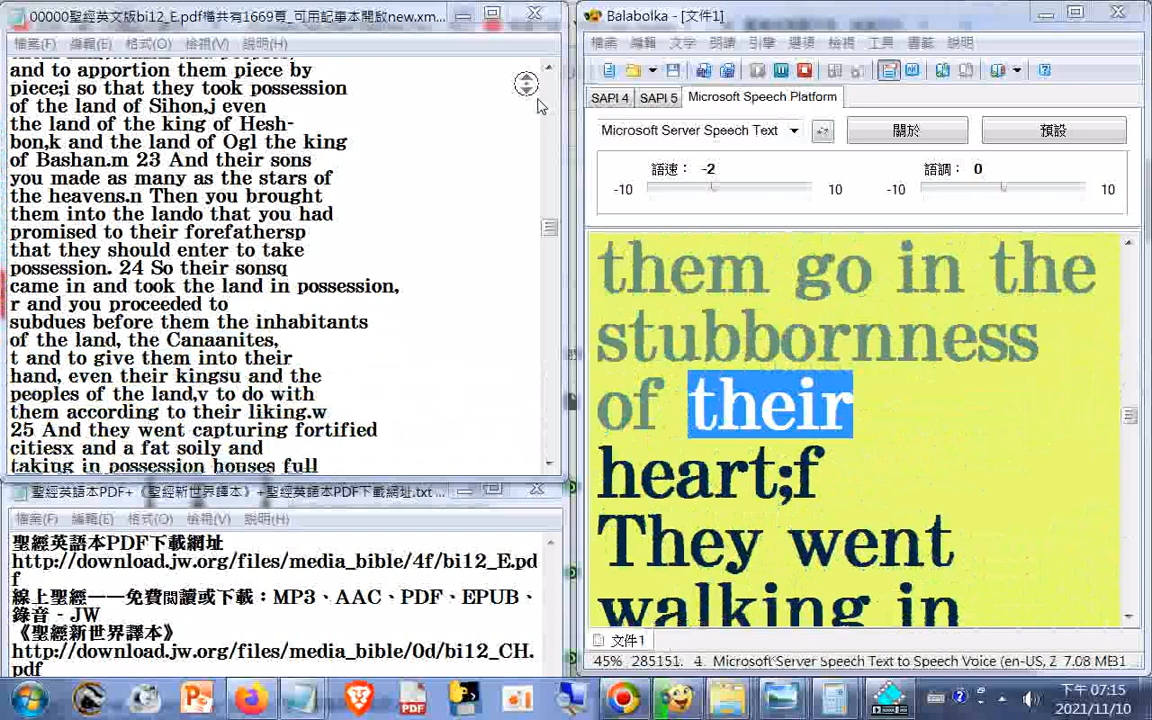 00000聖經英文版bi12_E.pdf檔共有1669頁_可用記事本開啟new.xm...
檔案(F) 編輯(E) 格式(O) 檢視(V) 說明(H)
and to apportion them piece by
piece;i so that they took possession
of the land of Sihon,j even
the land of the king of Hesh-
bon,k and the land of Ogl the king
of Bashan.m 23 And their sons
you made as many as the stars of
the heavens.n Then you brought
them into the lando that you had
promised to their forefathersp
that they should enter to take
possession. 24 So their sonsq
came in and took the land in possession,
r and you proceeded to
subdues before them the inhabitants
of the land, the Canaanites,
t and to give them into their
hand, even their kingsu and the
peoples of the land,v to do with
them according to their liking.w
25 And they went capturing fortified
citiesx and a fat soily and
taking in possession houses full
聖經英語本PDF+《聖經新世界譯本》+聖經英語本PDF下載網址.txt ...
檔案(F) 編輯(E) 格式(O) 檢視(V) 說明(H)
聖經英語本PDF下載網址
http://download.jw.org/files/media_bible/4f/bi12_E.pd
f
線上聖經——免費閱讀或下載：MP3、AAC、PDF、EPUB、
錄音 - JW
《聖經新世界譯本》
http://download.jw.org/files/media_bible/0d/bi12_CH.
pdf
Balabolka - [文件1]
檔案 編輯 文字 朗讀 引擎 選項 檢視 工具 書籤 說明
SAPI 4 SAPI 5 Microsoft Speech Platform
Microsoft Server Speech Text 關於 預設
語速： -2 語調： 0
-10 10 -10 10
them go in the
stubbornness
of their
heart;f
They went
walking in
文件1
45% 285151. 4. Microsoft Server Speech Text to Speech Voice (en-US, Z 7.08 MB1
下午 07:15
2021/11/10